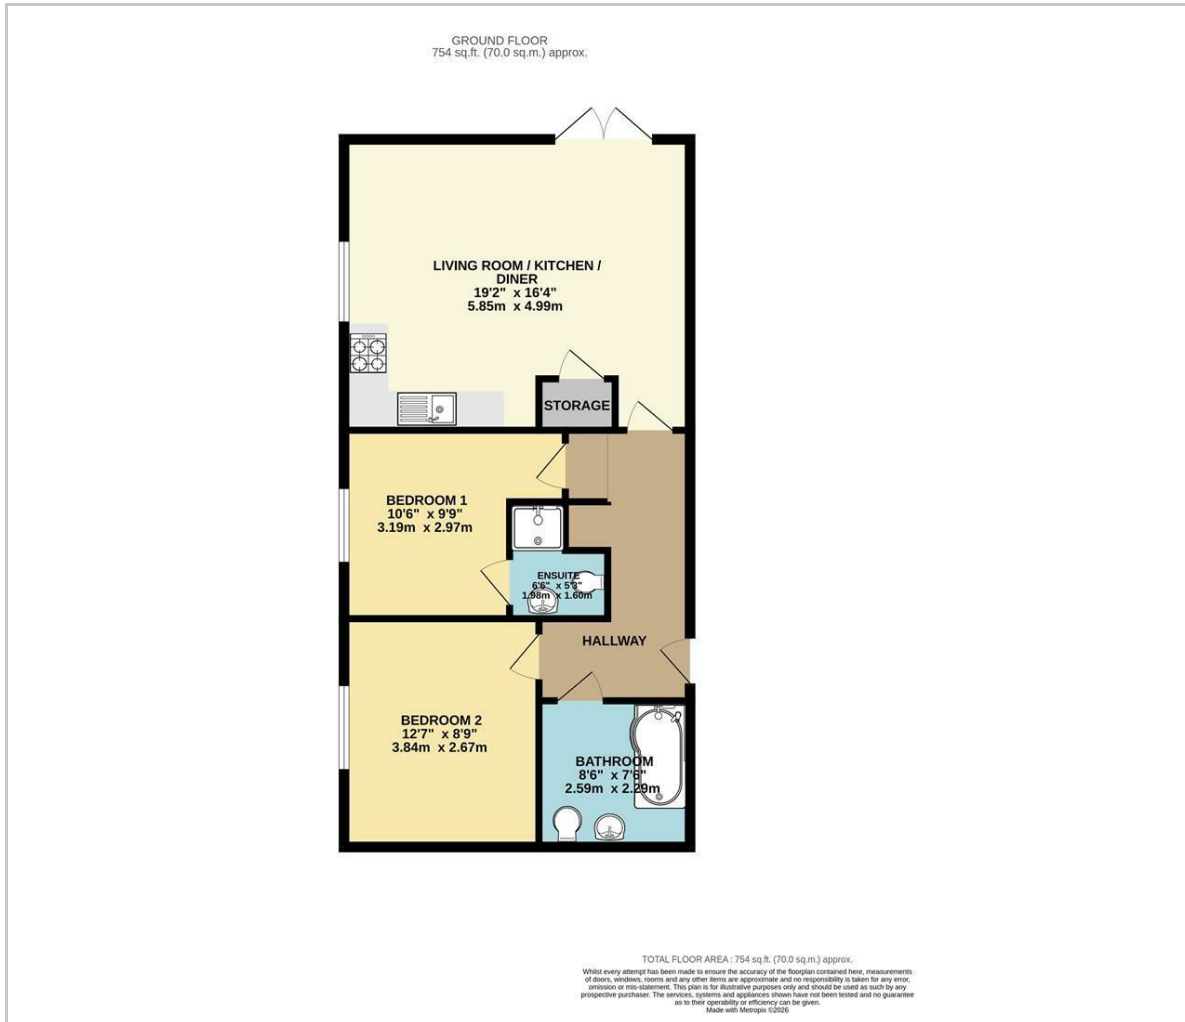 GROUND FLOOR
754 sq.ft. (70.0 sq.m.) approx.
LIVING ROOM / KITCHEN /
DINER
19'2" x 16'4"
5.85m x 4.99m
STORAGE
BEDROOM 1
10'6" x 9'9"
3.19m x 2.97m
ENSUITE
6'6" x 5'3"
1.98m x 1.60m
HALLWAY
BEDROOM 2
12'7" x 8'9"
3.84m x 2.67m
BATHROOM
8'6" x 7'6"
2.59m x 2.29m
TOTAL FLOOR AREA : 754 sq.ft. (70.0 sq.m.) approx.
Whilst every attempt has been made to ensure the accuracy of the floorplan contained here, measurements
of doors, windows, rooms and any other items are approximate and no responsibility is taken for any error,
omission or mis-statement. This plan is for illustrative purposes only and should be used as such by any
prospective purchaser. The services, systems and appliances shown have not been tested and no guarantee
as to their operability or efficiency can be given.
Made with Metropix ©2026